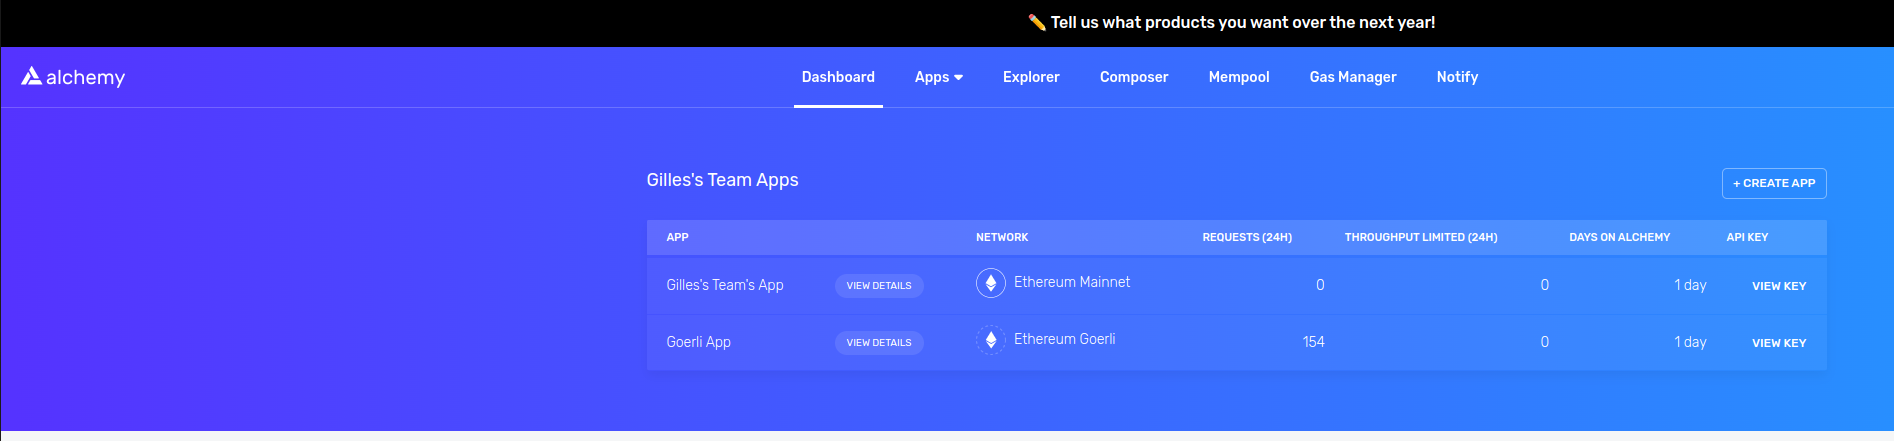 ✏️ Tell us what products you want over the next year!
alchemy
Dashboard Apps Explorer Composer Mempool Gas Manager Notify
Gilles's Team Apps
+ CREATE APP
APP NETWORK REQUESTS (24H) THROUGHPUT LIMITED (24H) DAYS ON ALCHEMY API KEY
Gilles's Team's App VIEW DETAILS Ethereum Mainnet 0 0 1 day VIEW KEY
Goerli App VIEW DETAILS Ethereum Goerli 154 0 1 day VIEW KEY